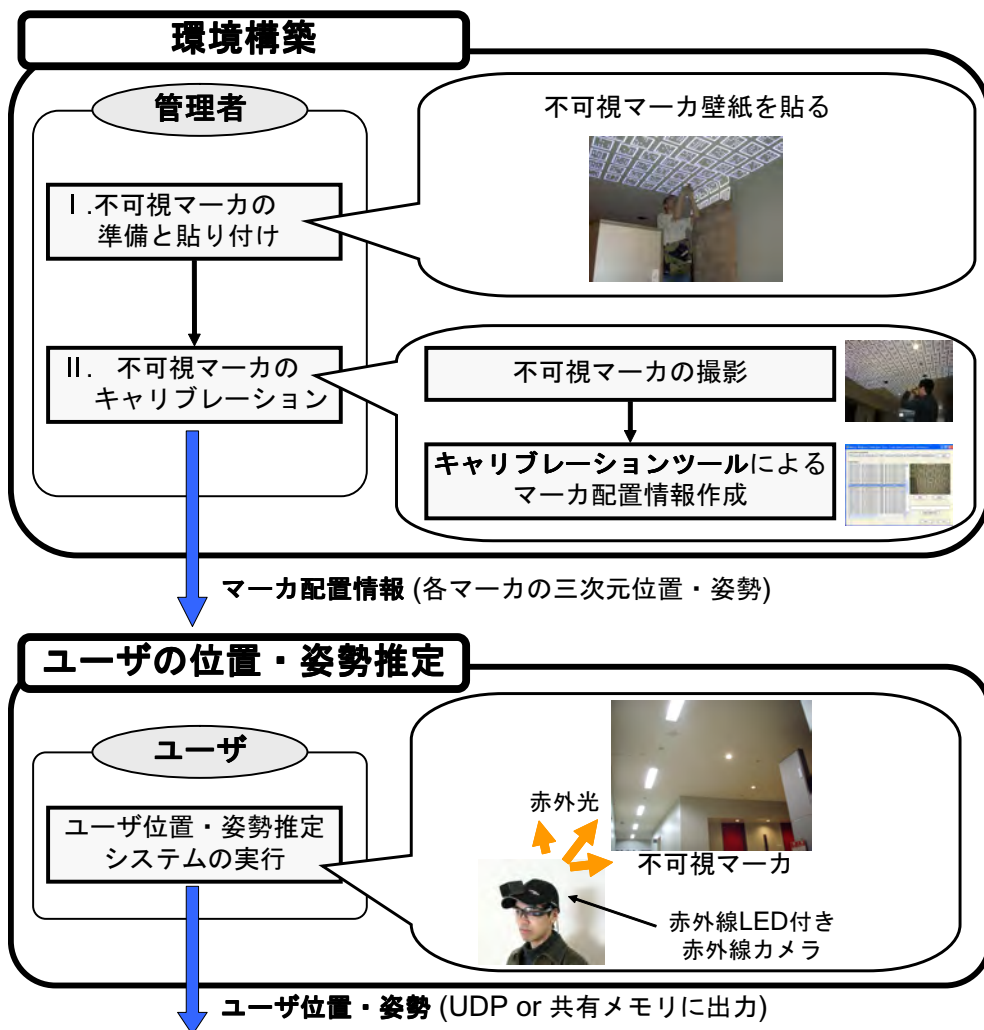 環境構築
管理者
Ⅰ.不可視マーカの
準備と貼り付け
不可視マーカ壁紙を貼る
Ⅱ. 不可視マーカの
キャリブレーション
不可視マーカの撮影
キャリブレーションツールによる
マーカ配置情報作成
マーカ配置情報 (各マーカの三次元位置・姿勢)
ユーザの位置・姿勢推定
ユーザ
ユーザ位置・姿勢推定
システムの実行
赤外光
不可視マーカ
赤外線LED付き
赤外線カメラ
ユーザ位置・姿勢 (UDP or 共有メモリに出力)